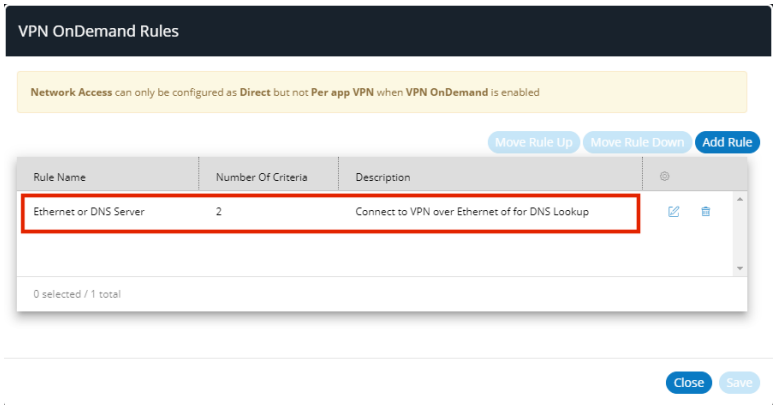 VPN OnDemand Rules
Network Access can only be configured as Direct but not Per app VPN when VPN OnDemand is enabled
Move Rule Up Move Rule Down Add Rule
Rule Name Number Of Criteria Description
Ethernet or DNS Server 2 Connect to VPN over Ethernet of for DNS Lookup
0 selected / 1 total
Close Save